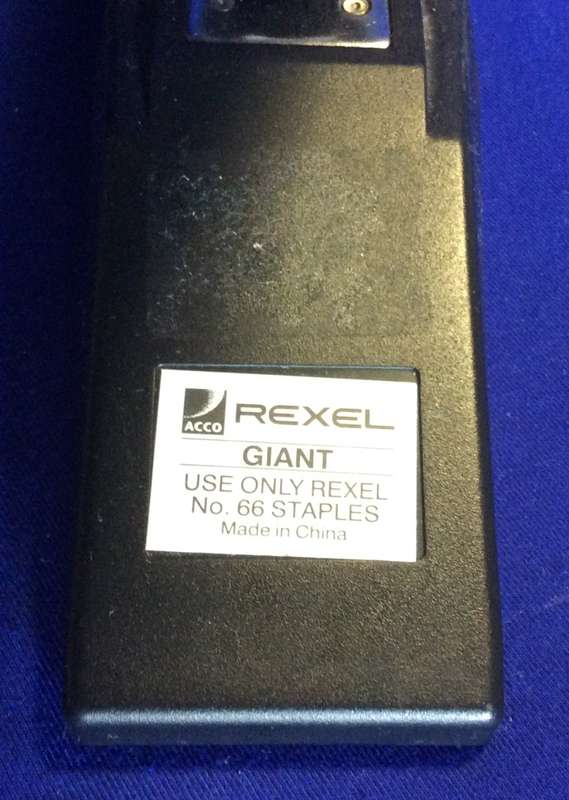 ACCO REXEL
GIANT
USE ONLY REXEL
No. 66 STAPLES
Made in China